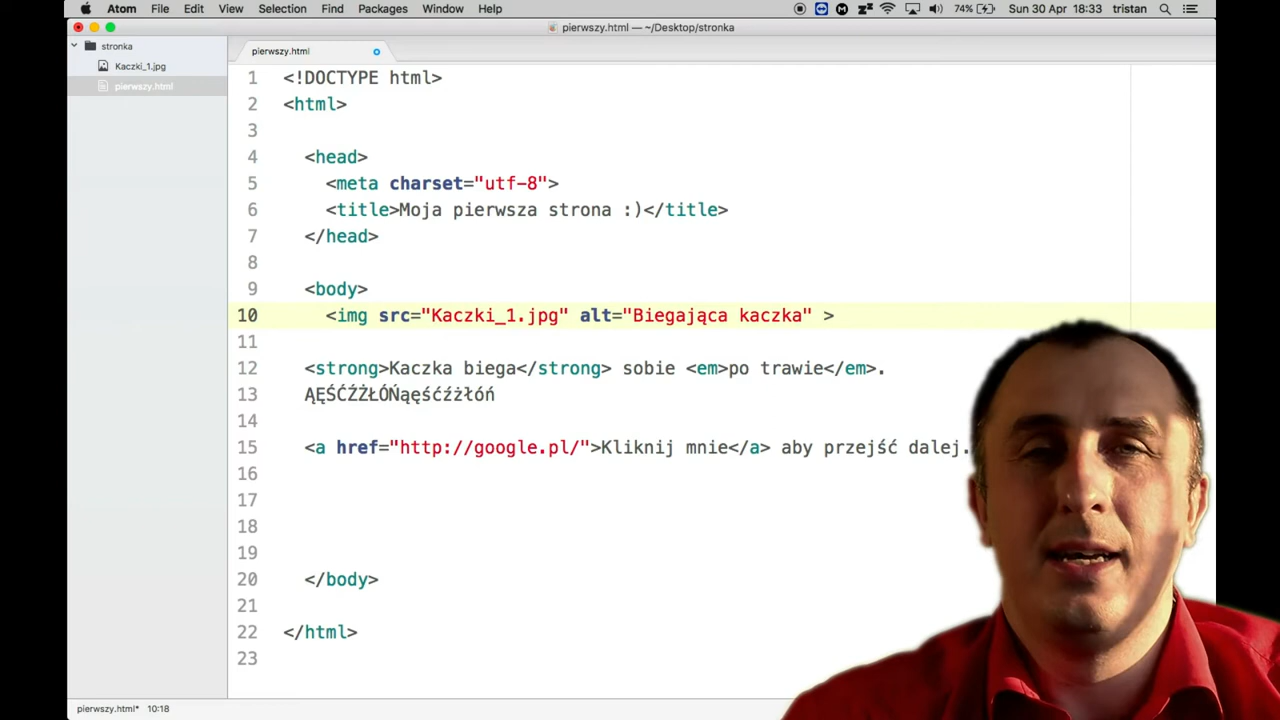 Atom File Edit View Selection Find Packages Window Help 74% Sun 30 Apr 18:33 tristan
pierwszy.html — ~/Desktop/stronka
stronka
Kaczki_1.jpg
pierwszy.html
pierwszy.html
1 <!DOCTYPE html>
2 <html>
3
4 <head>
5 <meta charset="utf-8">
6 <title>Moja pierwsza strona :)</title>
7 </head>
8
9 <body>
10 <img src="Kaczki_1.jpg" alt="Biegająca kaczka" >
11
12 <strong>Kaczka biega</strong> sobie <em>po trawie</em>.
13 ĄĘŚĆŹŻŁÓŃąęśćźżłóń
14
15 <a href="http://google.pl/">Kliknij mnie</a> aby przejść dalej.
16
17
18
19
20 </body>
21
22 </html>
23
pierwszy.html* 10:18